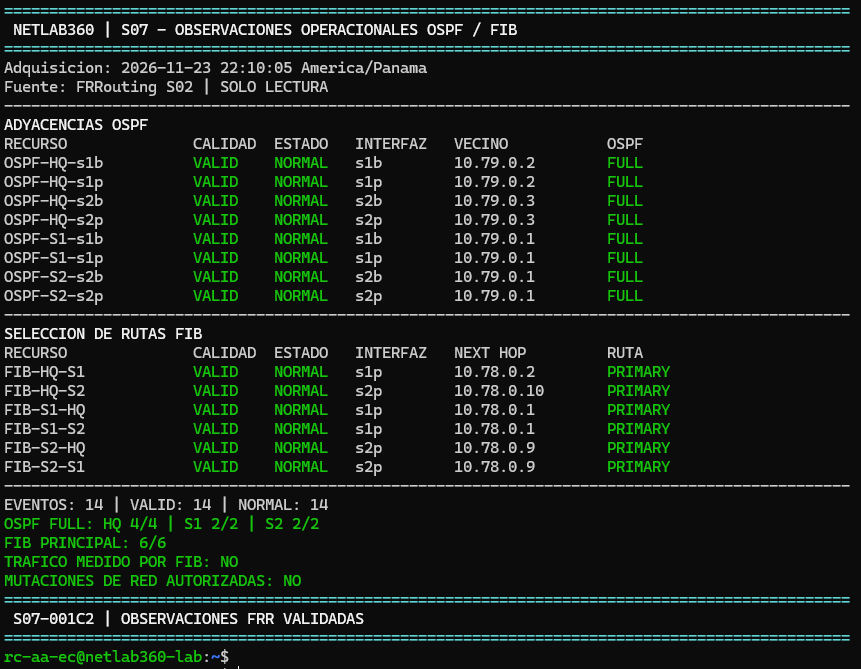 ================================================================================
NETLAB360 | S07 - OBSERVACIONES OPERACIONALES OSPF / FIB
================================================================================
Adquisicion: 2026-11-23 22:10:05 America/Panama
Fuente: FRRouting S02 | SOLO LECTURA
--------------------------------------------------------------------------------
ADYACENCIAS OSPF
RECURSO CALIDAD ESTADO INTERFAZ VECINO OSPF
OSPF-HQ-s1b VALID NORMAL s1b 10.79.0.2 FULL
OSPF-HQ-s1p VALID NORMAL s1p 10.79.0.2 FULL
OSPF-HQ-s2b VALID NORMAL s2b 10.79.0.3 FULL
OSPF-HQ-s2p VALID NORMAL s2p 10.79.0.3 FULL
OSPF-S1-s1b VALID NORMAL s1b 10.79.0.1 FULL
OSPF-S1-s1p VALID NORMAL s1p 10.79.0.1 FULL
OSPF-S2-s2b VALID NORMAL s2b 10.79.0.1 FULL
OSPF-S2-s2p VALID NORMAL s2p 10.79.0.1 FULL
--------------------------------------------------------------------------------
SELECCION DE RUTAS FIB
RECURSO CALIDAD ESTADO INTERFAZ NEXT HOP RUTA
FIB-HQ-S1 VALID NORMAL s1p 10.78.0.2 PRIMARY
FIB-HQ-S2 VALID NORMAL s2p 10.78.0.10 PRIMARY
FIB-S1-HQ VALID NORMAL s1p 10.78.0.1 PRIMARY
FIB-S1-S2 VALID NORMAL s1p 10.78.0.1 PRIMARY
FIB-S2-HQ VALID NORMAL s2p 10.78.0.9 PRIMARY
FIB-S2-S1 VALID NORMAL s2p 10.78.0.9 PRIMARY
--------------------------------------------------------------------------------
EVENTOS: 14 | VALID: 14 | NORMAL: 14
OSPF FULL: HQ 4/4 | S1 2/2 | S2 2/2
FIB PRINCIPAL: 6/6
TRAFICO MEDIDO POR FIB: NO
MUTACIONES DE RED AUTORIZADAS: NO
================================================================================
S07-001C2 | OBSERVACIONES FRR VALIDADAS
================================================================================
rc-aa-ec@netlab360-lab:~$